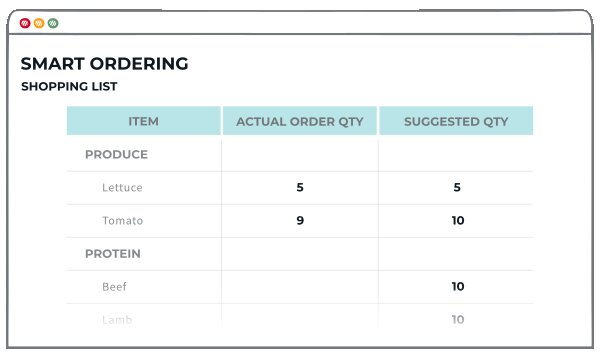 SMART ORDERING
SHOPPING LIST
ITEM ACTUAL ORDER QTY SUGGESTED QTY
PRODUCE
Lettuce 5 5
Tomato 9 10
PROTEIN
Beef 10
Lamb 10